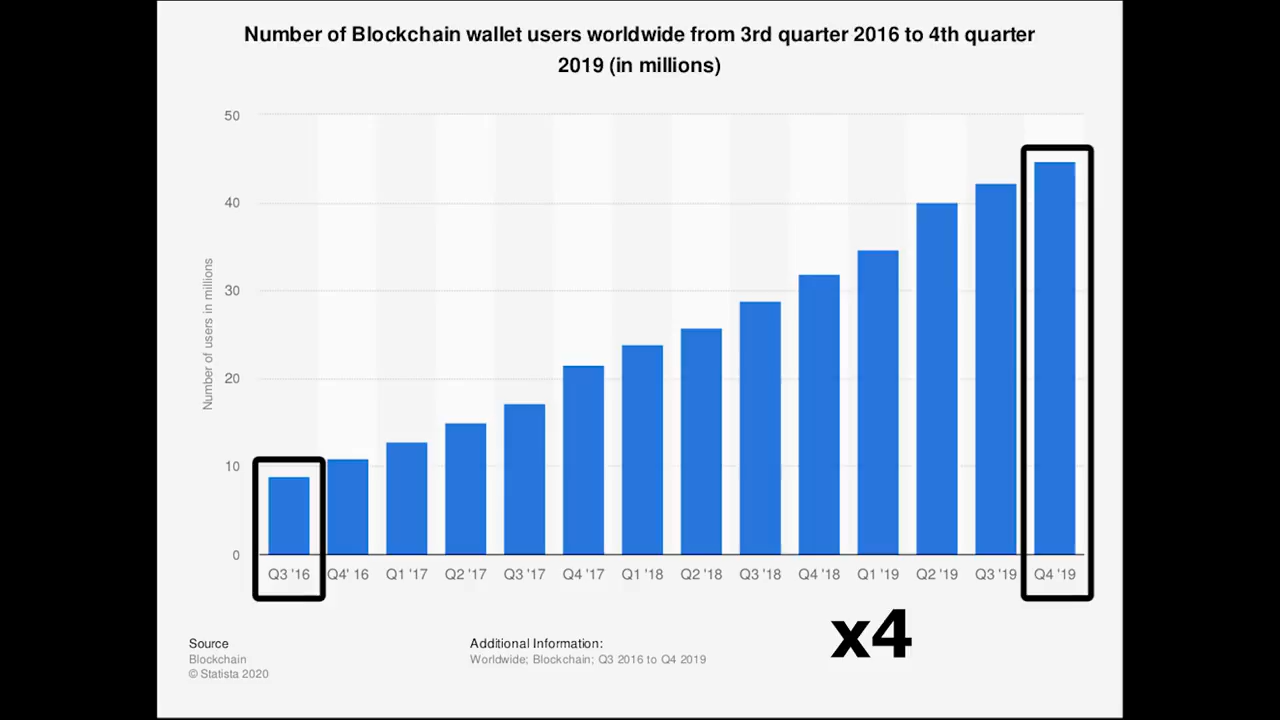 Number of Blockchain wallet users worldwide from 3rd quarter 2016 to 4th quarter
2019 (in millions)
50
40
30
20
10
0
Number of users in millions
Q3 '16 Q4' 16 Q1 '17 Q2 '17 Q3 '17 Q4 '17 Q1 '18 Q2 '18 Q3 '18 Q4 '18 Q1 '19 Q2 '19 Q3 '19 Q4 '19
x4
Source
Blockchain
© Statista 2020
Additional Information:
Worldwide; Blockchain; Q3 2016 to Q4 2019